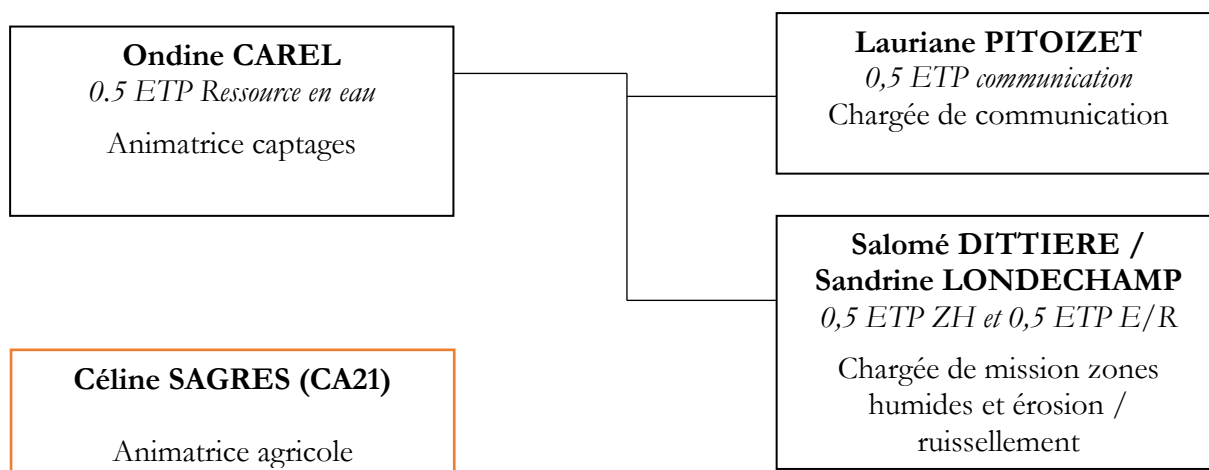 Ondine CAREL
0.5 ETP Ressource en eau
Animatrice captages
Lauriane PITOIZET
0,5 ETP communication
Chargée de communication
Salomé DITTIERE /
Sandrine LONDECHAMP
0,5 ETP ZH et 0,5 ETP E/R
Chargée de mission zones
humides et érosion /
ruissellement
Céline SAGRES (CA21)
Animatrice agricole